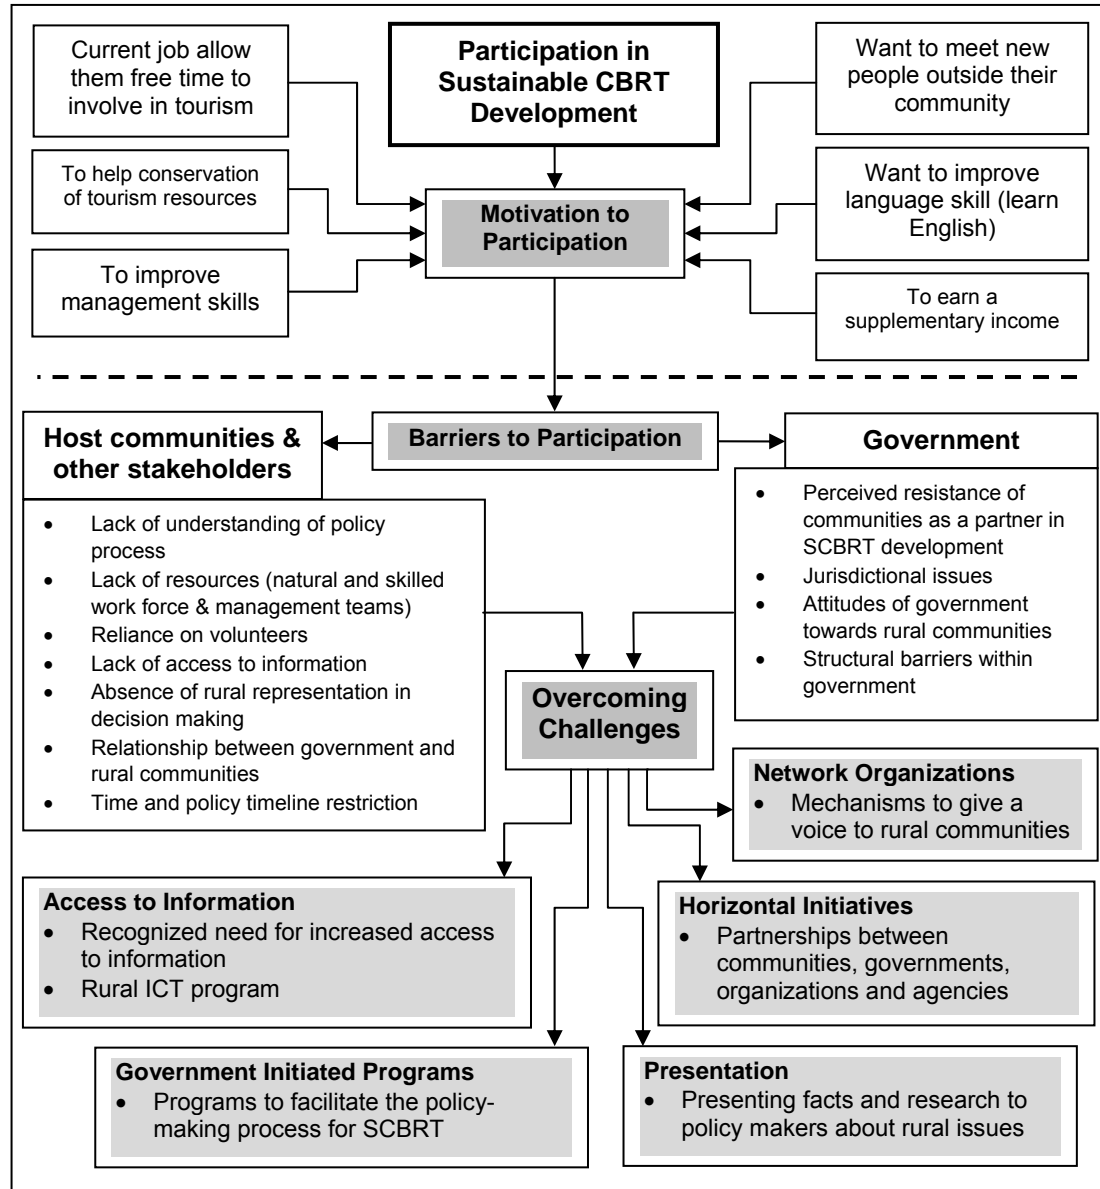 Current job allow
them free time to
involve in tourism
Participation in
Sustainable CBRT
Development
Want to meet new
people outside their
community
To help conservation
of tourism resources
Motivation to
Participation
Want to improve
language skill (learn
English)
To improve
management skills
To earn a
supplementary income
Barriers to Participation
Host communities &
other stakeholders
• Lack of understanding of policy
process
• Lack of resources (natural and skilled
work force & management teams)
• Reliance on volunteers
• Lack of access to information
• Absence of rural representation in
decision making
• Relationship between government and
rural communities
• Time and policy timeline restriction
Government
• Perceived resistance of
communities as a partner in
SCBRT development
• Jurisdictional issues
• Attitudes of government
towards rural communities
• Structural barriers within
government
Overcoming
Challenges
Network Organizations
• Mechanisms to give a
voice to rural communities
Access to Information
• Recognized need for increased access
to information
• Rural ICT program
Horizontal Initiatives
• Partnerships between
communities, governments,
organizations and agencies
Government Initiated Programs
• Programs to facilitate the policy-
making process for SCBRT
Presentation
• Presenting facts and research to
policy makers about rural issues